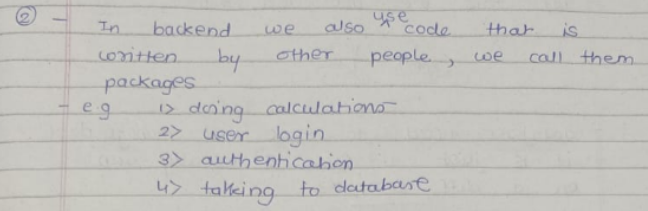 ② - In backend we also use code that is
written by other people, we call them
packages
- e.g 1> doing calculations
2> user login
3> authentication
4> talking to database